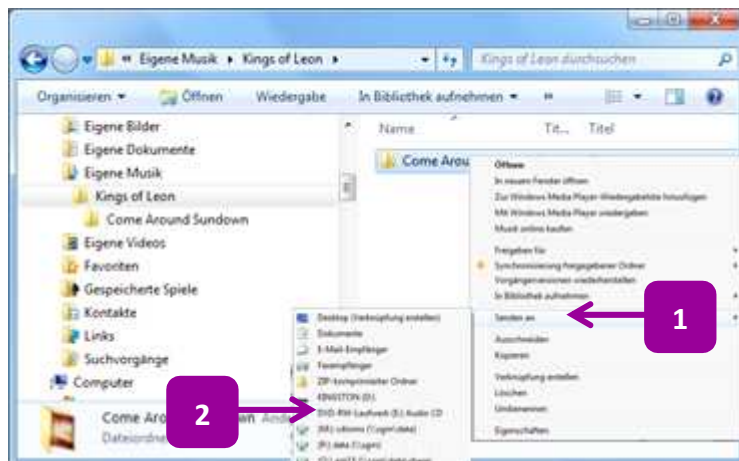 Eigene Musik ▸ Kings of Leon ▸
Kings of Leon durchsuchen
Organisieren
Öffnen
Wiedergabe
In Bibliothek aufnehmen
»
Eigene Bilder
Eigene Dokumente
Eigene Musik
Kings of Leon
Come Around Sundown
Eigene Videos
Favoriten
Gespeicherte Spiele
Kontakte
Links
Suchvorgänge
Computer
Name
Tit...
Titel
Come Arou
Öffnen
In neuem Fenster öffnen
Zur Windows Media Player-Wiedergabeliste hinzufügen
Mit Windows Media Player wiedergeben
Musik online kaufen
Freigeben für
Synchronisierung freigegebener Ordner
Vorgängerversionen wiederherstellen
In Bibliothek aufnehmen
Senden an
1
Ausschneiden
Kopieren
Verknüpfung erstellen
Löschen
Umbenennen
Eigenschaften
Desktop (Verknüpfung erstellen)
Dokumente
E-Mail-Empfänger
Faxempfänger
ZIP-komprimierter Ordner
KINGSTON (D:)
2
DVD-RW-Laufwerk (E:) Audio CD
Come Aro
wn
Dateiordne